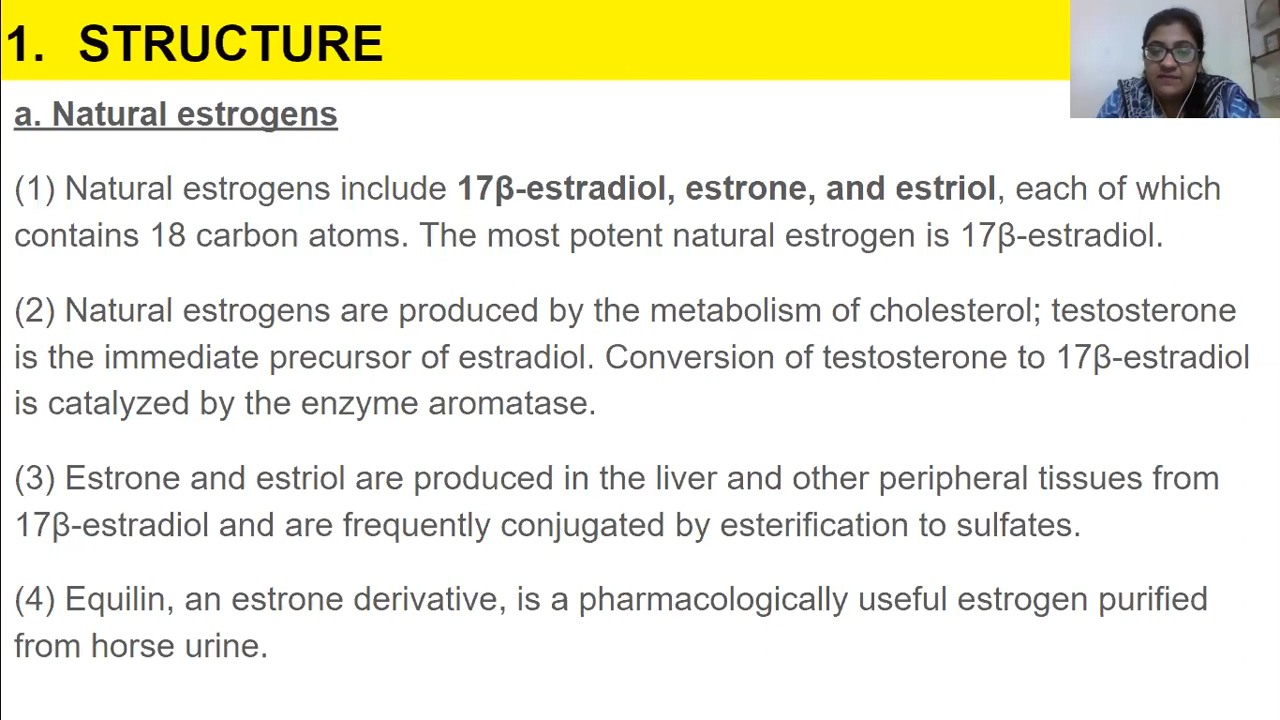 1. STRUCTURE
a. Natural estrogens
(1) Natural estrogens include 17β-estradiol, estrone, and estriol, each of which
contains 18 carbon atoms. The most potent natural estrogen is 17β-estradiol.
(2) Natural estrogens are produced by the metabolism of cholesterol; testosterone
is the immediate precursor of estradiol. Conversion of testosterone to 17β-estradiol
is catalyzed by the enzyme aromatase.
(3) Estrone and estriol are produced in the liver and other peripheral tissues from
17β-estradiol and are frequently conjugated by esterification to sulfates.
(4) Equilin, an estrone derivative, is a pharmacologically useful estrogen purified
from horse urine.